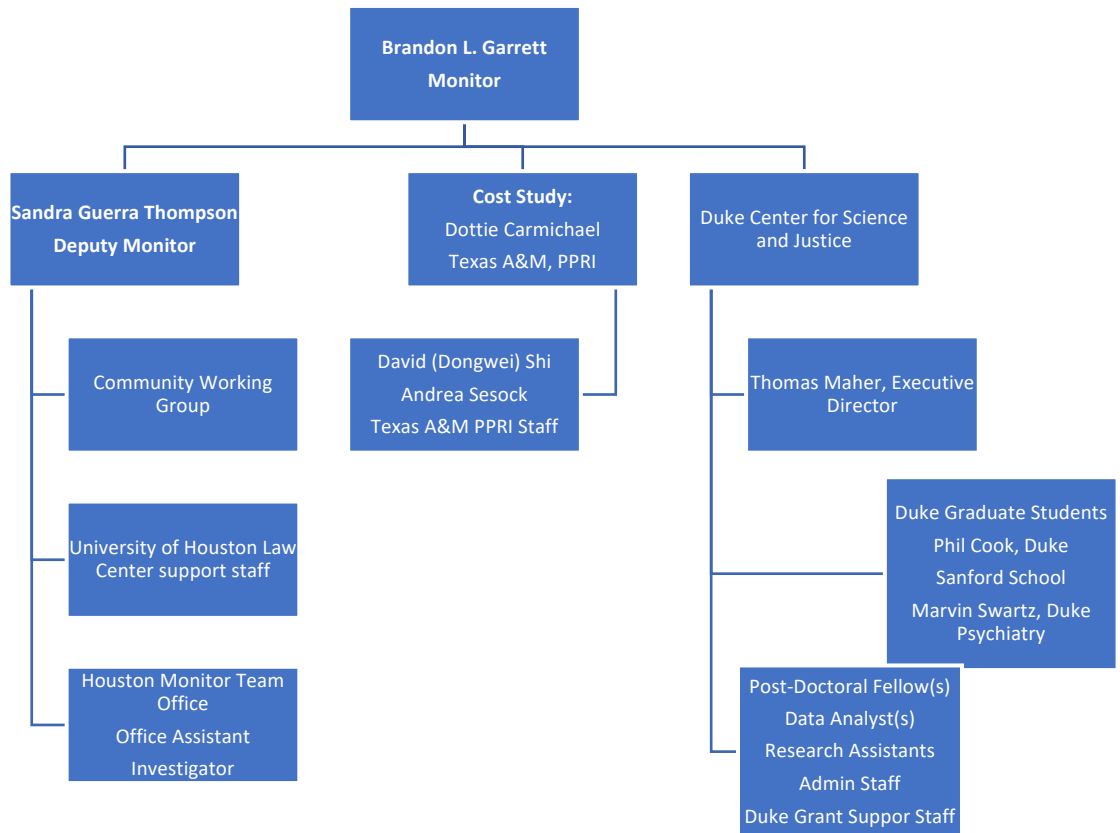 Brandon L. Garrett
Monitor
Sandra Guerra Thompson
Deputy Monitor
Cost Study:
Dottie Carmichael
Texas A&M, PPRI
Duke Center for Science
and Justice
Community Working
Group
David (Dongwei) Shi
Andrea Sesock
Texas A&M PPRI Staff
Thomas Maher, Executive
Director
University of Houston Law
Center support staff
Duke Graduate Students
Phil Cook, Duke
Sanford School
Marvin Swartz, Duke
Psychiatry
Houston Monitor Team
Office
Office Assistant
Investigator
Post-Doctoral Fellow(s)
Data Analyst(s)
Research Assistants
Admin Staff
Duke Grant Suppor Staff